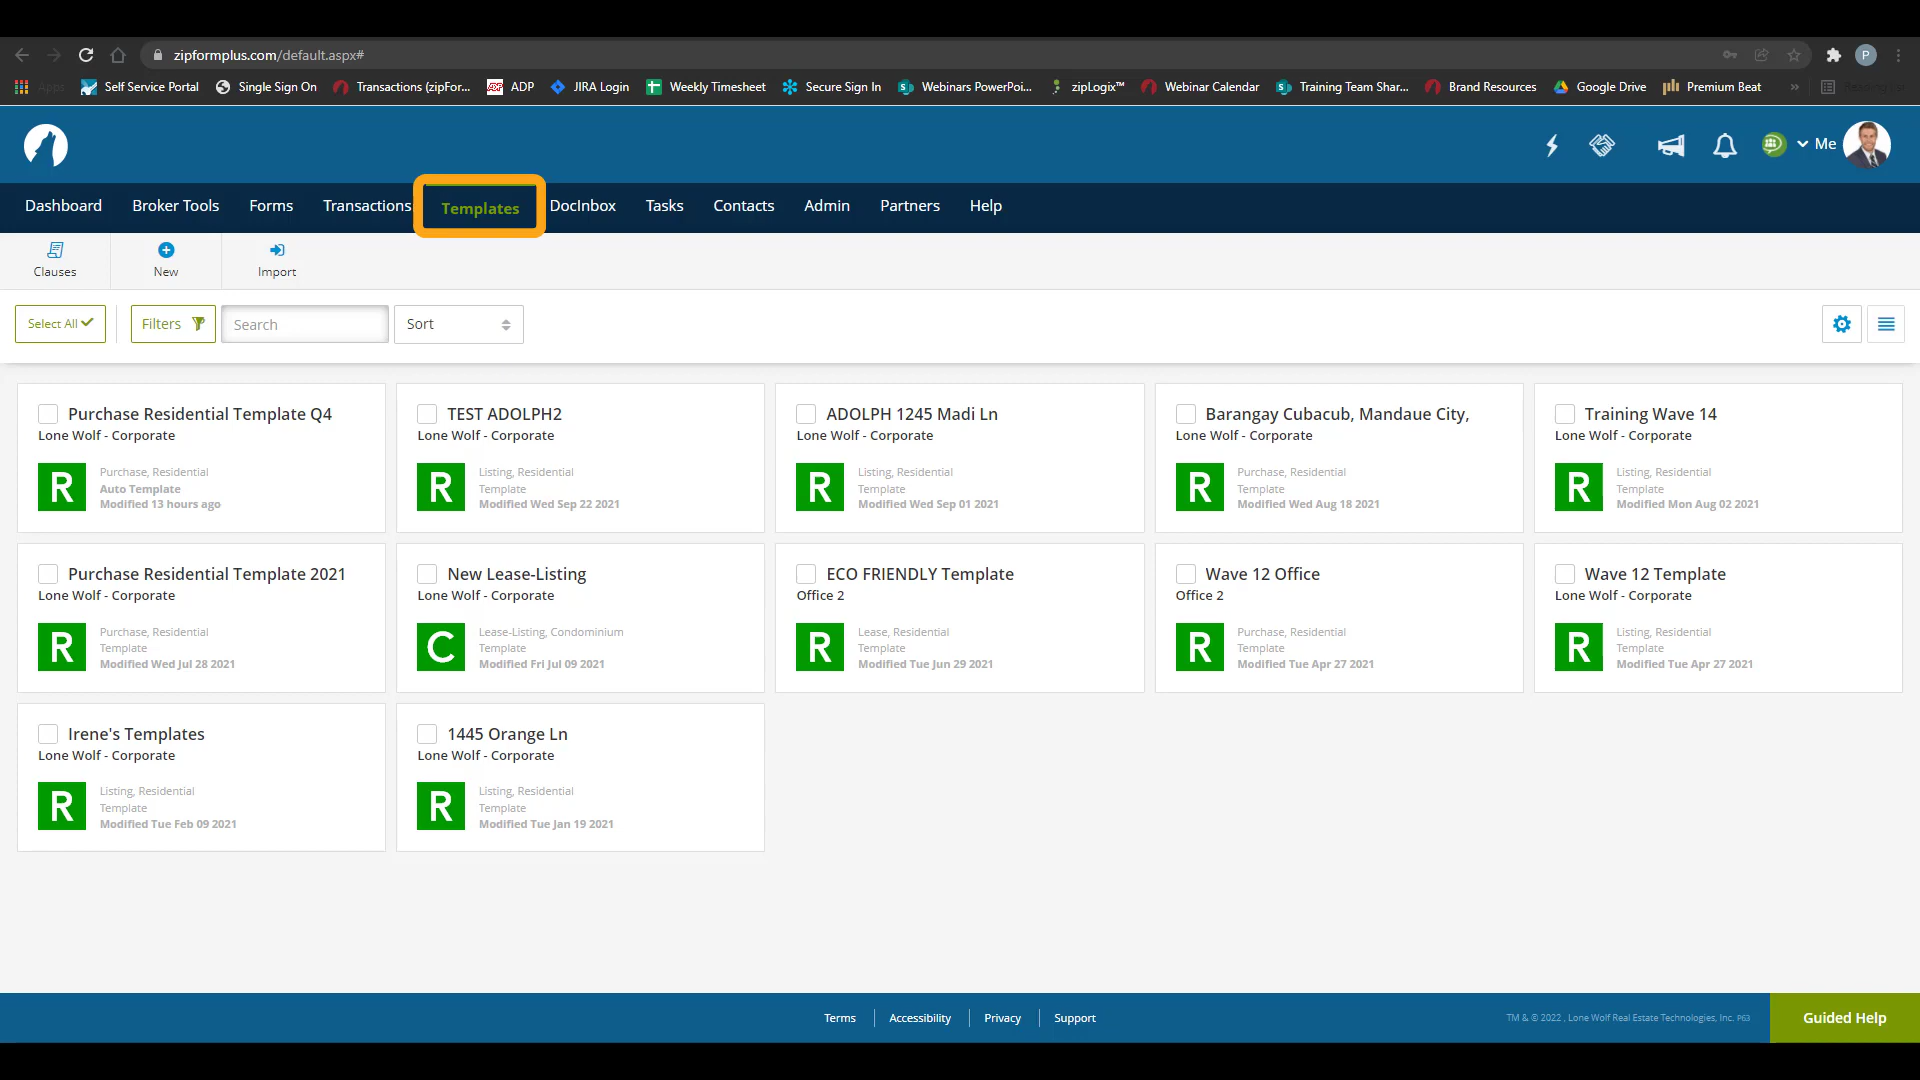 zipformplus.com/default.aspx#
P
Apps Self Service Portal Single Sign On Transactions (zipFor... ADP JIRA Login Weekly Timesheet Secure Sign In Webinars PowerPoi... zipLogix™ Webinar Calendar Training Team Shar... Brand Resources Google Drive Premium Beat »
Me
Dashboard Broker Tools Forms Transactions Templates DocInbox Tasks Contacts Admin Partners Help
Clauses New Import
Select All Filters Search Sort
Purchase Residential Template Q4
Lone Wolf - Corporate
R
Purchase, Residential
Auto Template
Modified 13 hours ago
TEST ADOLPH2
Lone Wolf - Corporate
R
Listing, Residential
Template
Modified Wed Sep 22 2021
ADOLPH 1245 Madi Ln
Lone Wolf - Corporate
R
Listing, Residential
Template
Modified Wed Sep 01 2021
Barangay Cubacub, Mandaue City,
Lone Wolf - Corporate
R
Purchase, Residential
Template
Modified Wed Aug 18 2021
Training Wave 14
Lone Wolf - Corporate
R
Listing, Residential
Template
Modified Mon Aug 02 2021
Purchase Residential Template 2021
Lone Wolf - Corporate
R
Purchase, Residential
Template
Modified Wed Jul 28 2021
New Lease-Listing
Lone Wolf - Corporate
C
Lease-Listing, Condominium
Template
Modified Fri Jul 09 2021
ECO FRIENDLY Template
Office 2
R
Lease, Residential
Template
Modified Tue Jun 29 2021
Wave 12 Office
Office 2
R
Purchase, Residential
Template
Modified Tue Apr 27 2021
Wave 12 Template
Lone Wolf - Corporate
R
Listing, Residential
Template
Modified Tue Apr 27 2021
Irene's Templates
Lone Wolf - Corporate
R
Listing, Residential
Template
Modified Tue Feb 09 2021
1445 Orange Ln
Lone Wolf - Corporate
R
Listing, Residential
Template
Modified Tue Jan 19 2021
Terms Accessibility Privacy Support
TM & © 2022 , Lone Wolf Real Estate Technologies, Inc. P63
Guided Help